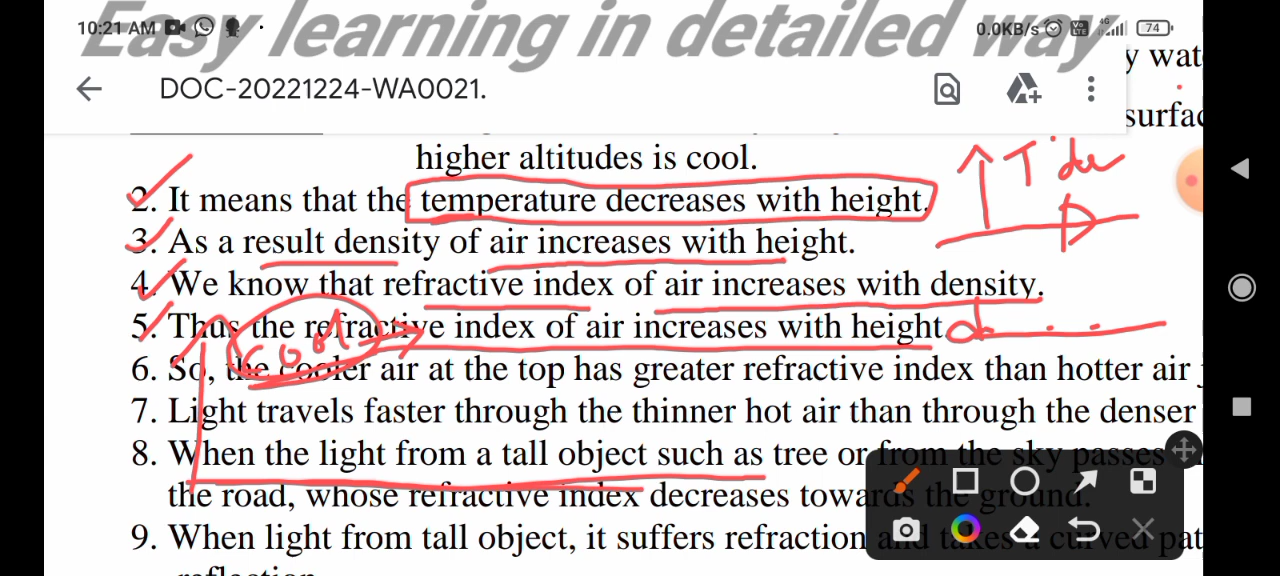 Easy learning in detailed way
10:21 AM
0.0KB/s 4G 74
DOC-20221224-WA0021.
y wat
surfac
higher altitudes is cool.
2. It means that the temperature decreases with height.
3. As a result density of air increases with height.
4. We know that refractive index of air increases with density.
5. Thus the refractive index of air increases with height.
6. So, the cooler air at the top has greater refractive index than hotter air
7. Light travels faster through the thinner hot air than through the denser
8. When the light from a tall object such as tree or from the sky passes
the road, whose refractive index decreases towards the ground.
9. When light from tall object, it suffers refraction and takes a curved pat
reflection
T de
cool